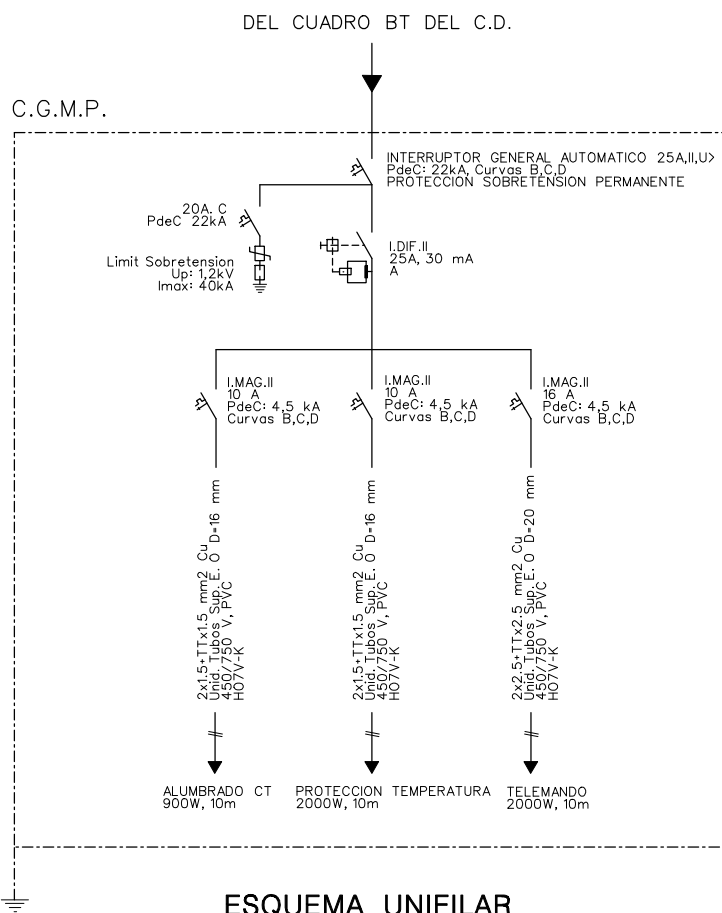 DEL CUADRO BT DEL C.D.
C.G.M.P.
INTERRUPTOR GENERAL AUTOMATICO 25A,II,U>
PdeC: 22kA, Curvas B,C,D
PROTECCION SOBRETENSION PERMANENTE
20A. C
PdeC 22kA
Limit Sobretension
Up: 1,2kV
Imax: 40kA
I.DIF.II
25A, 30 mA
A
I.MAG.II
10 A
PdeC: 4,5 kA
Curvas B,C,D
I.MAG.II
10 A
PdeC: 4,5 kA
Curvas B,C,D
I.MAG.II
16 A
PdeC: 4,5 kA
Curvas B,C,D
2x1.5+TTx1.5 mm2 Cu
Unid. Tubos Sup. E. O D=16 mm
450/750 V, PVC
H07V-K
2x1.5+TTx1.5 mm2 Cu
Unid. Tubos Sup. E. O D=16 mm
450/750 V, PVC
H07V-K
2x2.5+TTx2.5 mm2 Cu
Unid. Tubos Sup. E. O D=20 mm
450/750 V, PVC
H07V-K
ALUMBRADO CT
900W, 10m
PROTECCION TEMPERATURA
2000W, 10m
TELEMANDO
2000W, 10m
ESQUEMA UNIFILAR